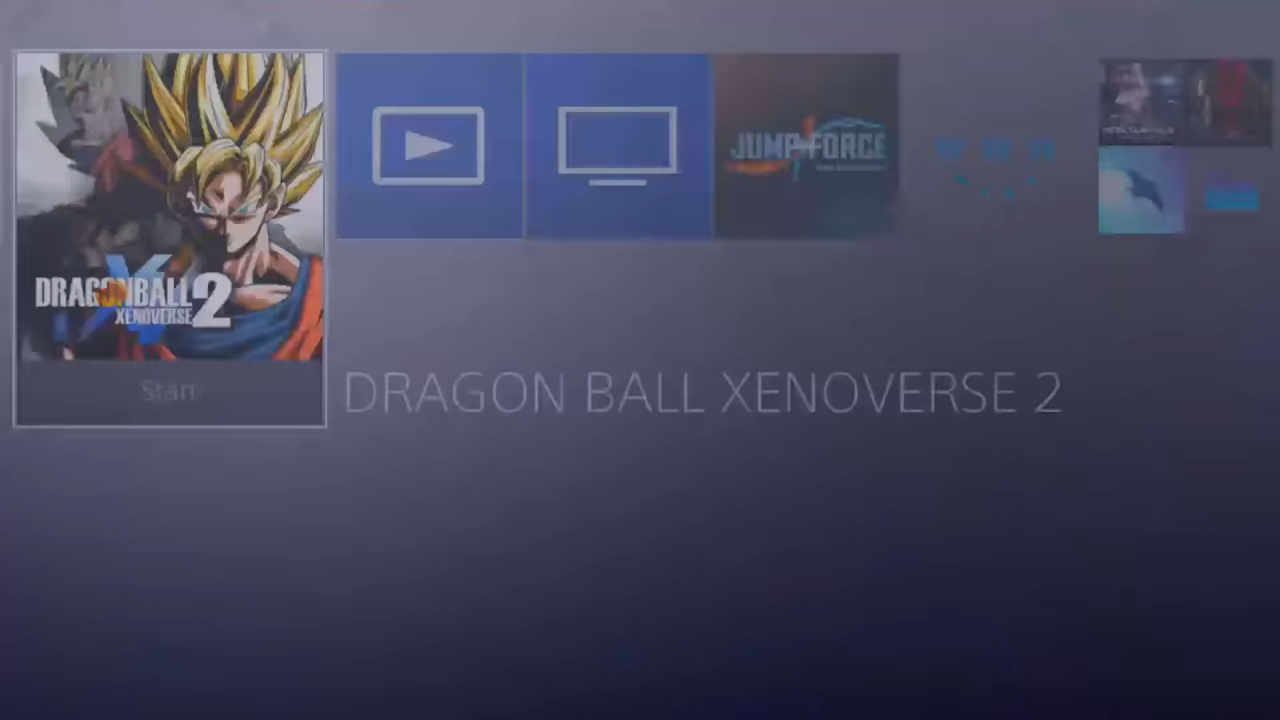 DRAGONBALL
XENOVERSE 2
JUMP FORCE
Start
DRAGON BALL XENOVERSE 2